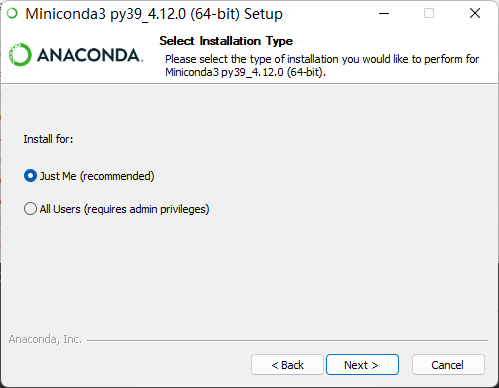 Miniconda3 py39_4.12.0 (64-bit) Setup
ANACONDA.
Select Installation Type
Please select the type of installation you would like to perform for
Miniconda3 py39_4.12.0 (64-bit).
Install for:
Just Me (recommended)
All Users (requires admin privileges)
Anaconda, Inc.
< Back
Next >
Cancel